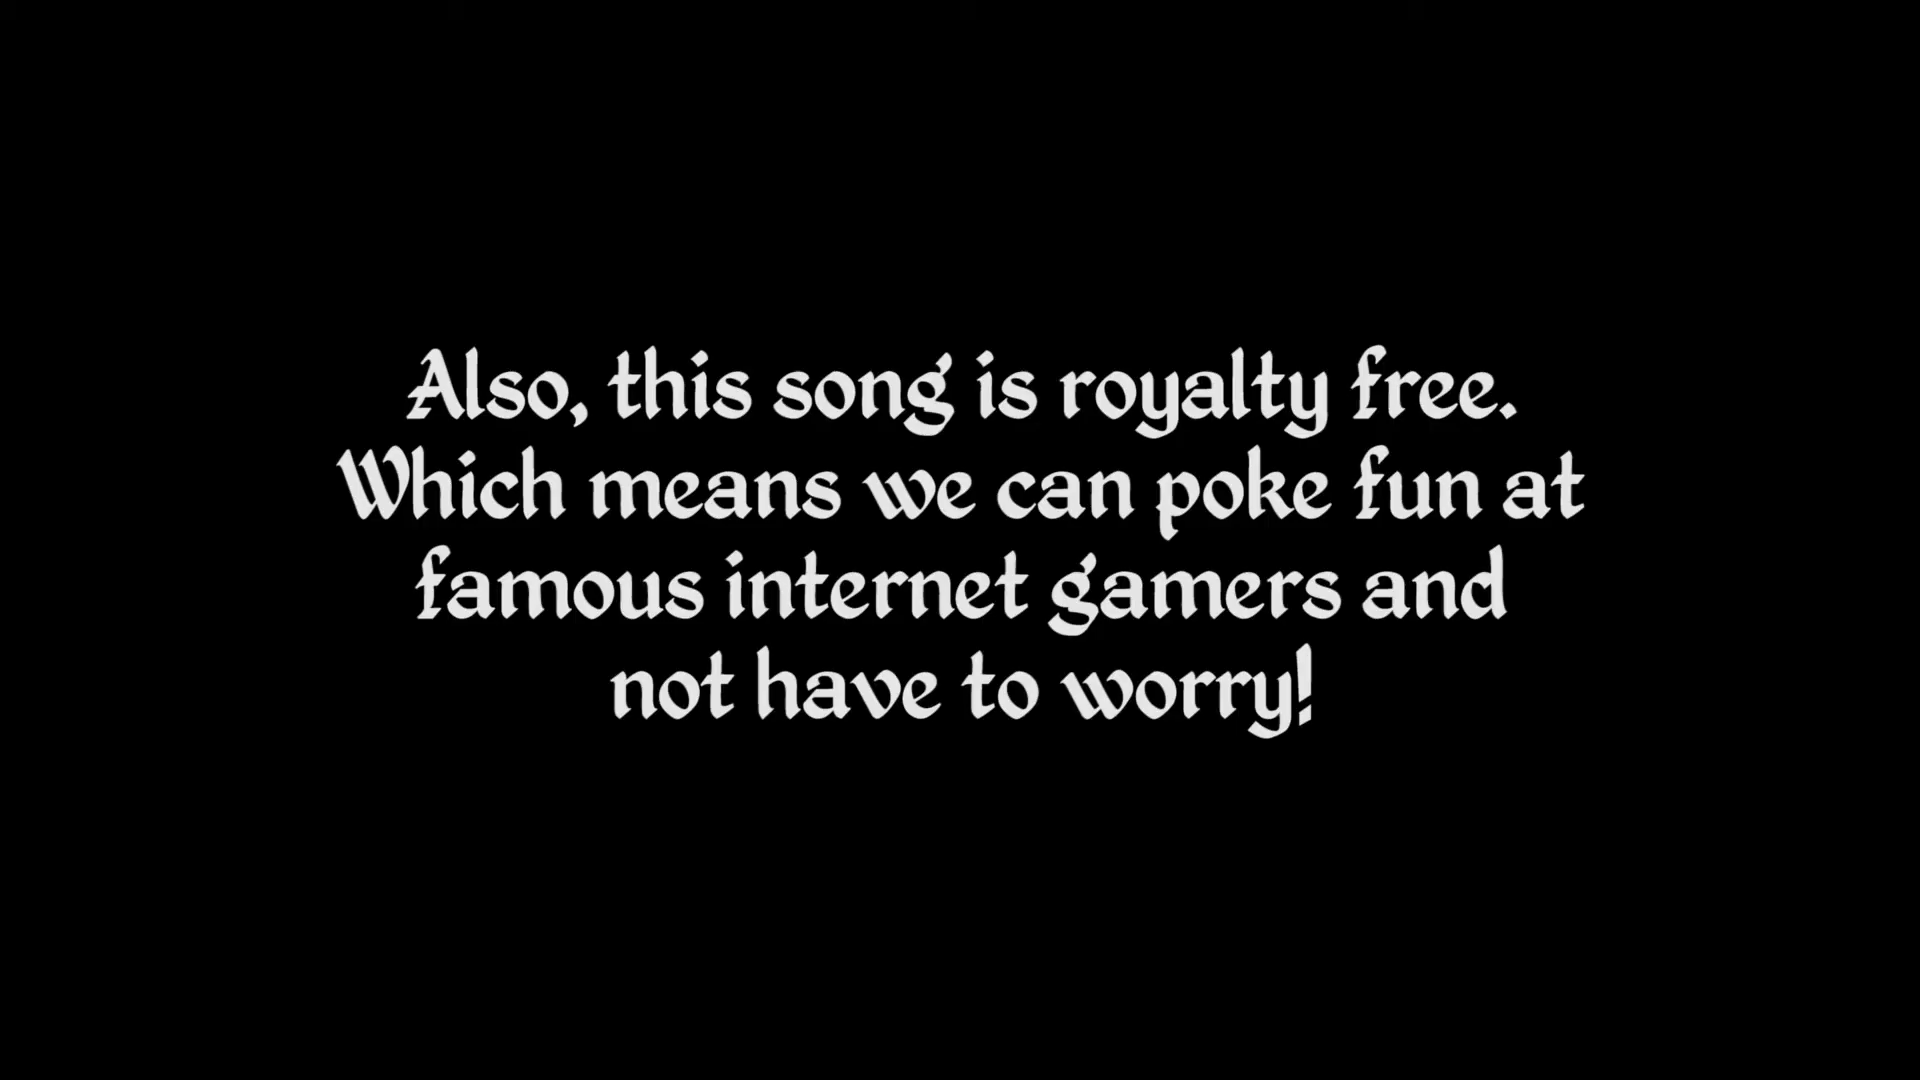 Also, this song is royalty free.
Which means we can poke fun at
famous internet gamers and
not have to worry!